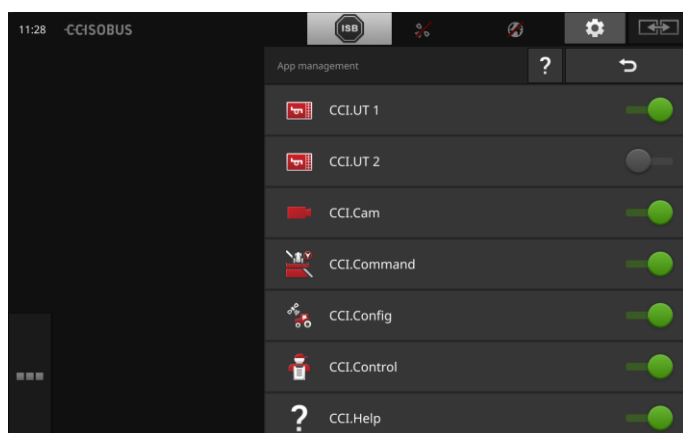 11:28 CCISOBUS ISB
App management ?
CCI.UT 1
CCI.UT 2
CCI.Cam
CCI.Command
CCI.Config
CCI.Control
? CCI.Help